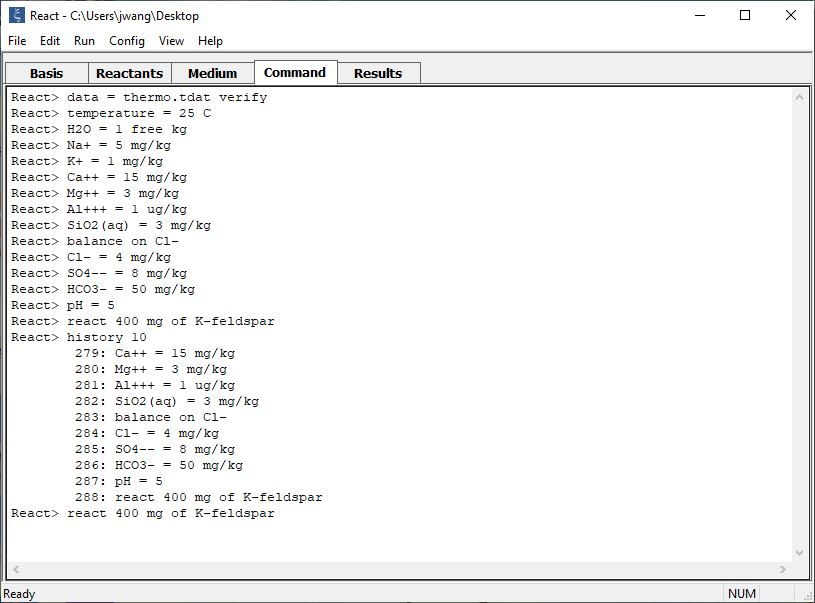 React - C:\Users\jwang\Desktop
File Edit Run Config View Help
Basis Reactants Medium Command Results
React> data = thermo.tdat verify
React> temperature = 25 C
React> H2O = 1 free kg
React> Na+ = 5 mg/kg
React> K+ = 1 mg/kg
React> Ca++ = 15 mg/kg
React> Mg++ = 3 mg/kg
React> Al+++ = 1 ug/kg
React> SiO2(aq) = 3 mg/kg
React> balance on Cl-
React> Cl- = 4 mg/kg
React> SO4-- = 8 mg/kg
React> HCO3- = 50 mg/kg
React> pH = 5
React> react 400 mg of K-feldspar
React> history 10
279: Ca++ = 15 mg/kg
280: Mg++ = 3 mg/kg
281: Al+++ = 1 ug/kg
282: SiO2(aq) = 3 mg/kg
283: balance on Cl-
284: Cl- = 4 mg/kg
285: SO4-- = 8 mg/kg
286: HCO3- = 50 mg/kg
287: pH = 5
288: react 400 mg of K-feldspar
React> react 400 mg of K-feldspar
Ready NUM